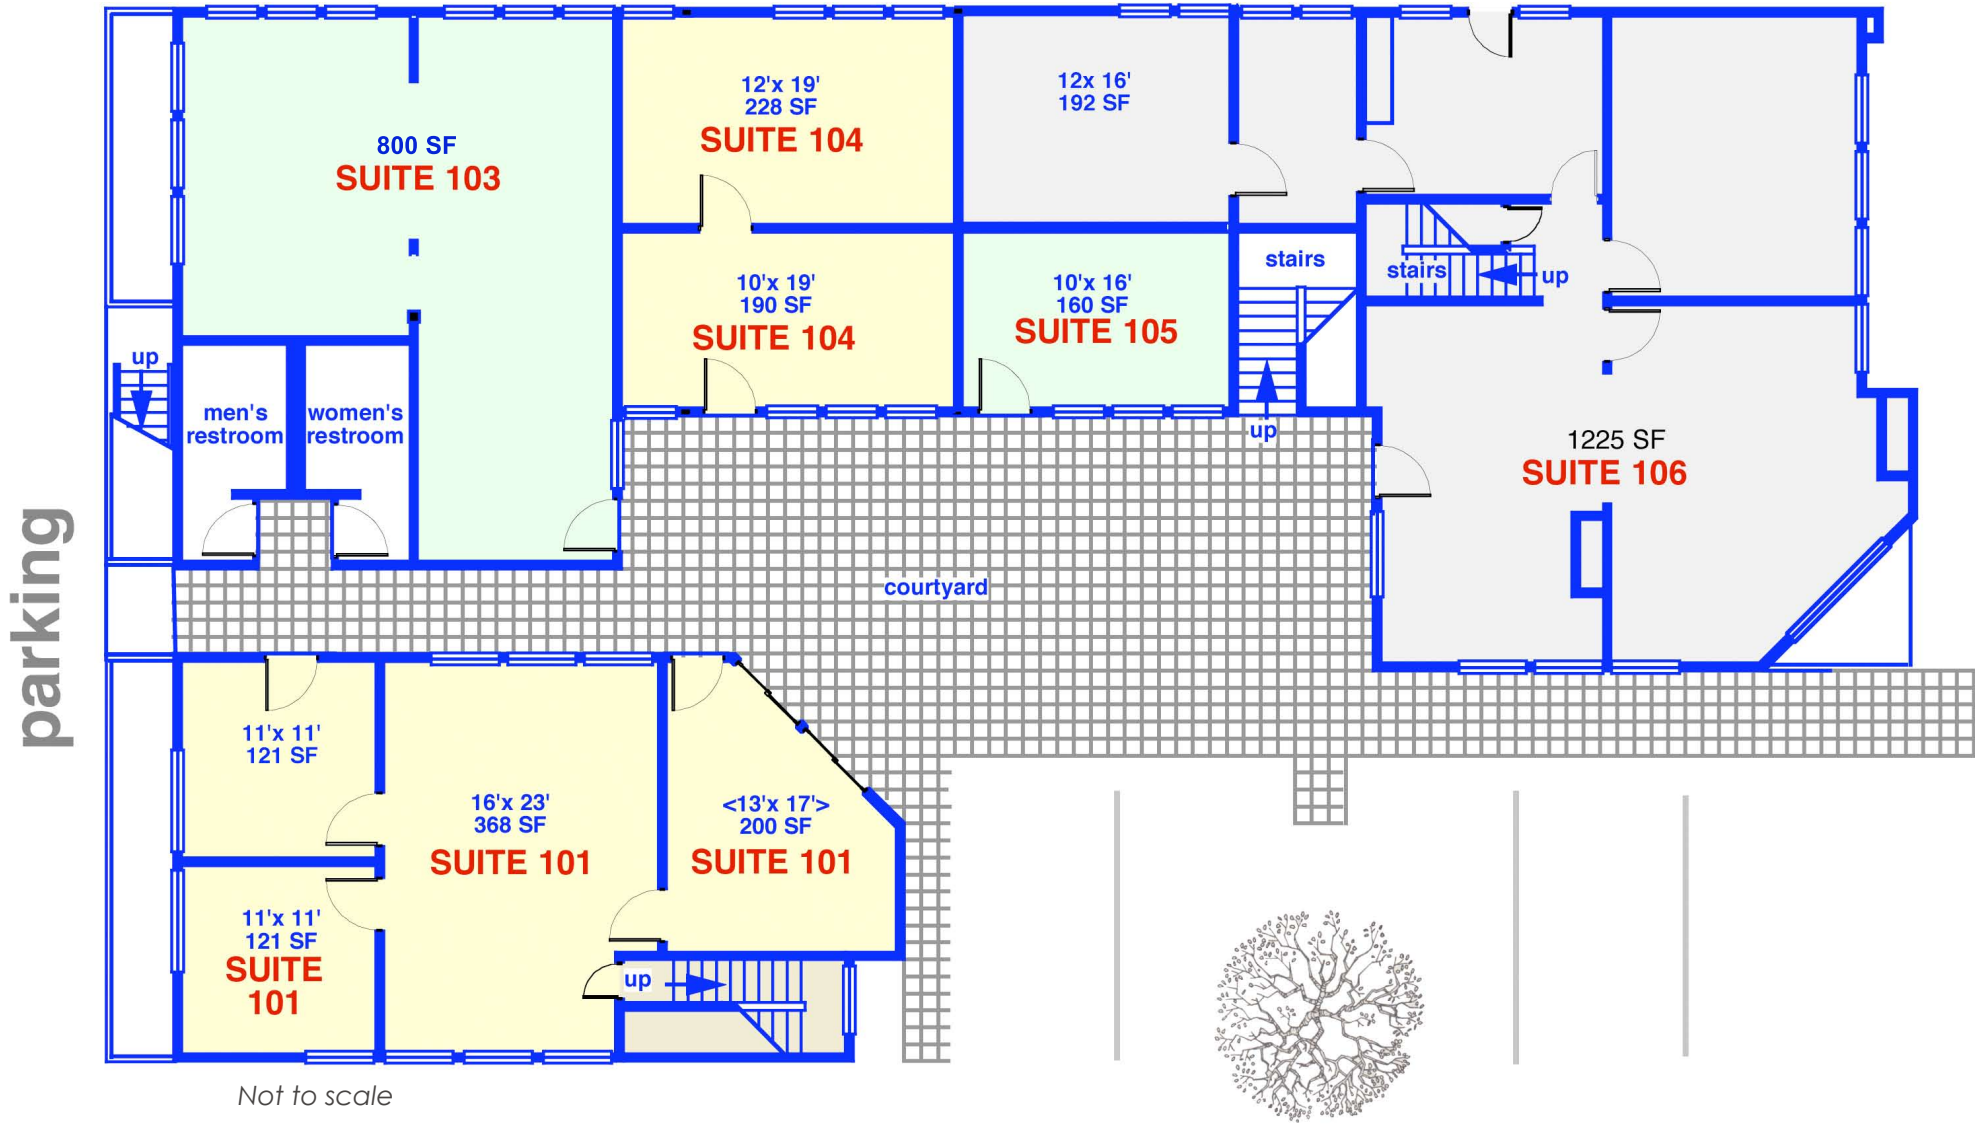 12'x 19'
228 SF
SUITE 104
12x 16'
192 SF
800 SF
SUITE 103
10'x 19'
190 SF
SUITE 104
10'x 16'
160 SF
SUITE 105
stairs
up
stairs
up
up
men's
restroom
women's
restroom
1225 SF
SUITE 106
parking
courtyard
11'x 11'
121 SF
16'x 23'
368 SF
SUITE 101
<13'x 17'>
200 SF
SUITE 101
11'x 11'
121 SF
SUITE
101
up
Not to scale